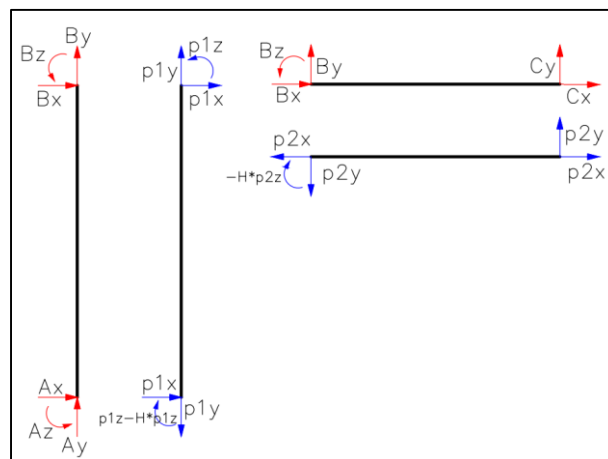 By p1z By Cy
Bz p1y Bz
Bx p1x Bx Cx
p2x p2y
-H*p2z p2y p2x
Ax p1x
p1z-H*p1z p1y
Az
Ay